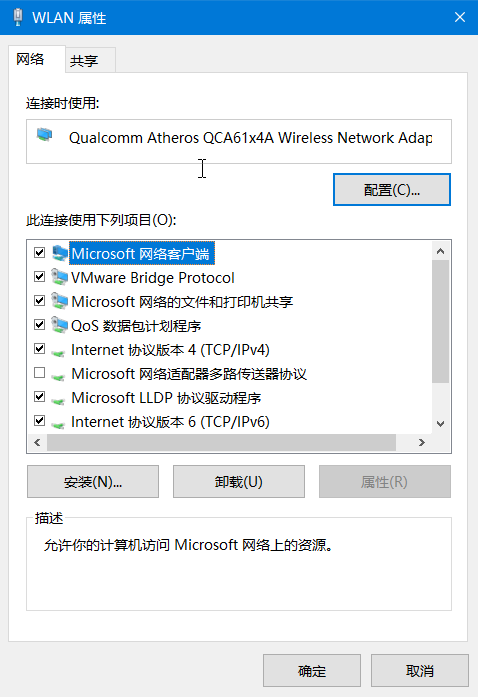 WLAN 属性
网络
共享
连接时使用:
Qualcomm Atheros QCA61x4A Wireless Network Adap
配置(C)...
此连接使用下列项目(O):
Microsoft 网络客户端
VMware Bridge Protocol
Microsoft 网络的文件和打印机共享
QoS 数据包计划程序
Internet 协议版本 4 (TCP/IPv4)
Microsoft 网络适配器多路传送器协议
Microsoft LLDP 协议驱动程序
Internet 协议版本 6 (TCP/IPv6)
安装(N)...
卸载(U)
属性(R)
描述
允许你的计算机访问 Microsoft 网络上的资源。
确定
取消